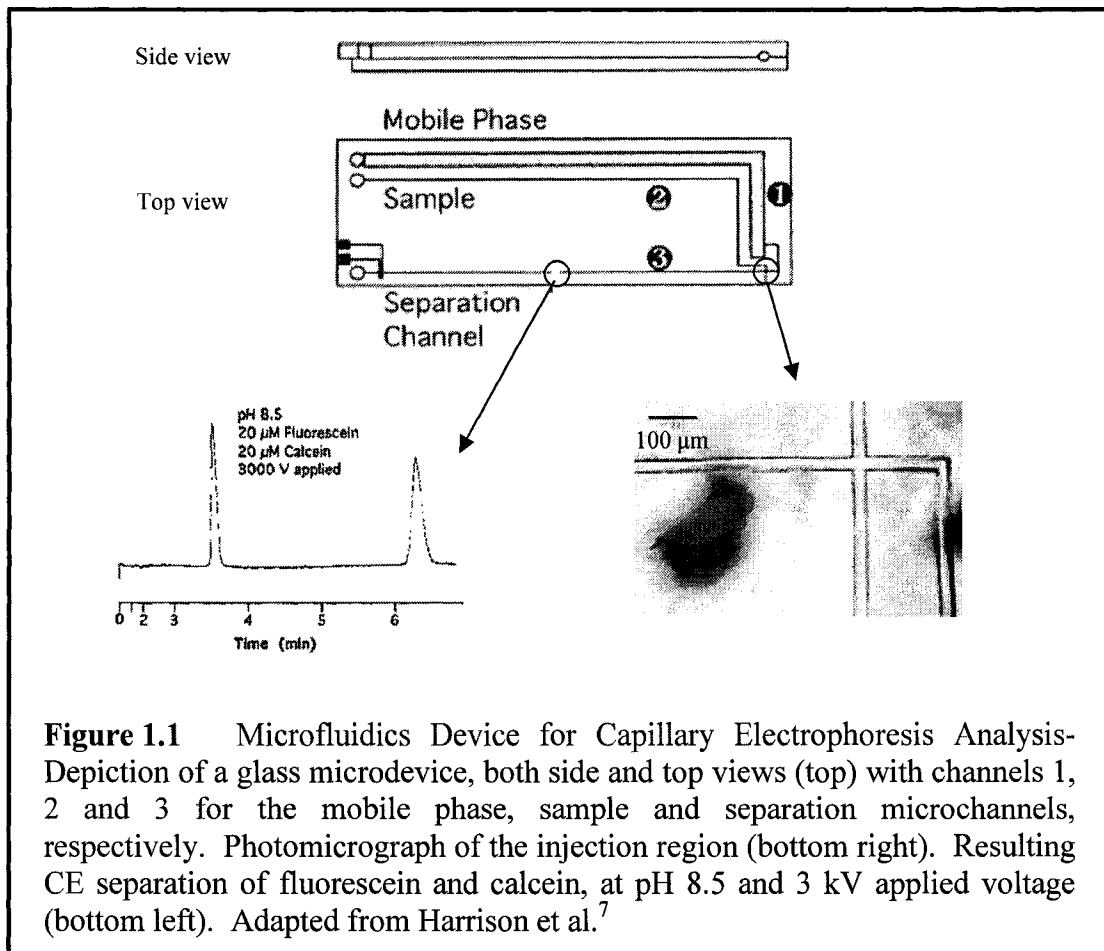 Side view
Mobile Phase
Top view
Sample
2
1
3
Separation
Channel
pH 8.5
20 µM Fluorescein
20 µM Calcein
3000 V applied
100 µm
0 2 3 4 5 6
Time (min)
Figure 1.1 Microfluidics Device for Capillary Electrophoresis Analysis-
Depiction of a glass microdevice, both side and top views (top) with channels 1,
2 and 3 for the mobile phase, sample and separation microchannels,
respectively. Photomicrograph of the injection region (bottom right). Resulting
CE separation of fluorescein and calcein, at pH 8.5 and 3 kV applied voltage
(bottom left). Adapted from Harrison et al.⁷